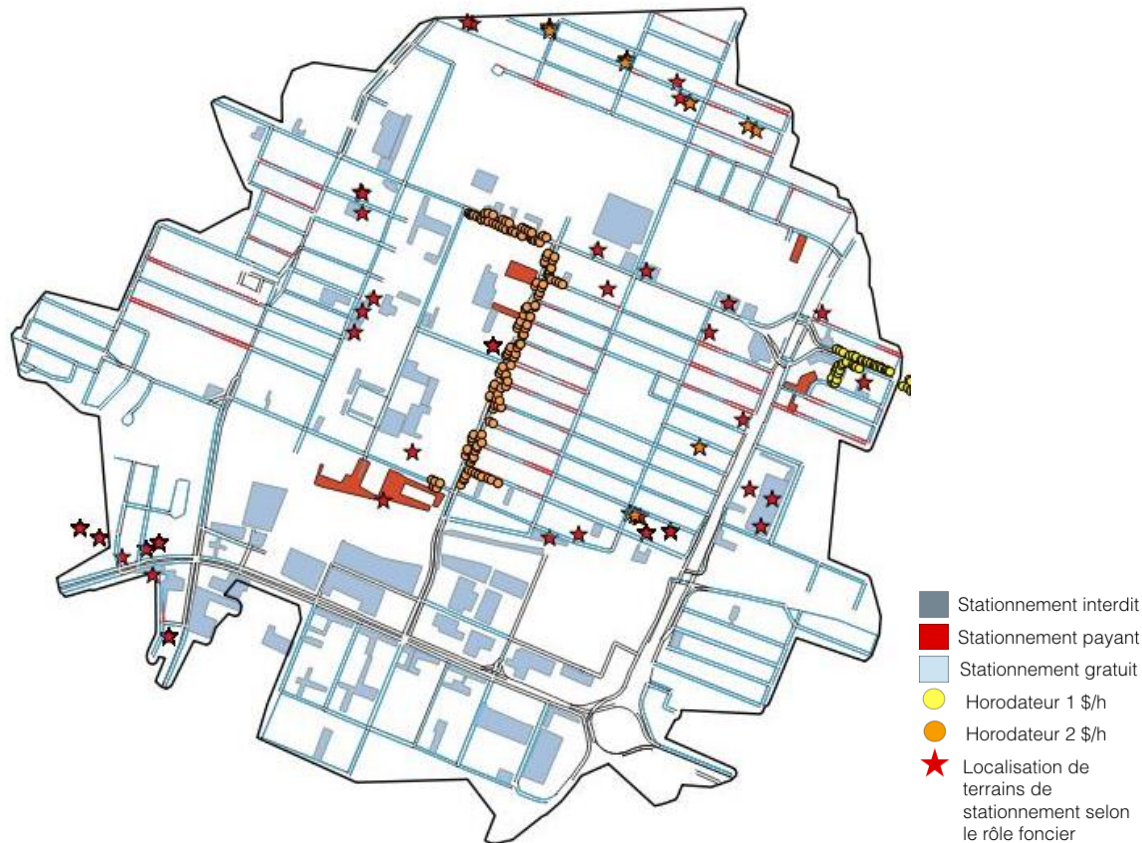 Stationnement interdit
Stationnement payant
Stationnement gratuit
Horodateur 1 $/h
Horodateur 2 $/h
Localisation de
terrains de
stationnement selon
le rôle foncier